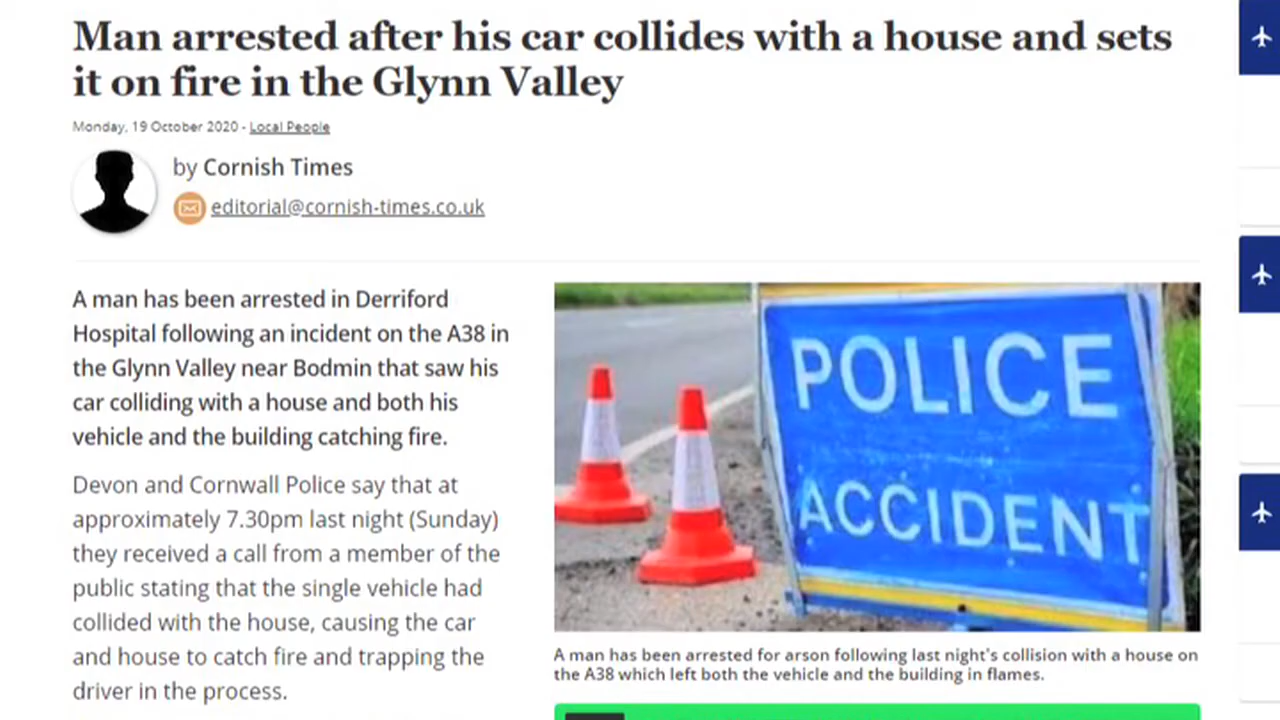 Man arrested after his car collides with a house and sets
it on fire in the Glynn Valley
Monday, 19 October 2020 - Local People
by Cornish Times
editorial@cornish-times.co.uk
A man has been arrested in Derriford
Hospital following an incident on the A38 in
the Glynn Valley near Bodmin that saw his
car colliding with a house and both his
vehicle and the building catching fire.
Devon and Cornwall Police say that at
approximately 7.30pm last night (Sunday)
they received a call from a member of the
public stating that the single vehicle had
collided with the house, causing the car
and house to catch fire and trapping the
driver in the process.
POLICE
ACCIDENT
A man has been arrested for arson following last night's collision with a house on
the A38 which left both the vehicle and the building in flames.